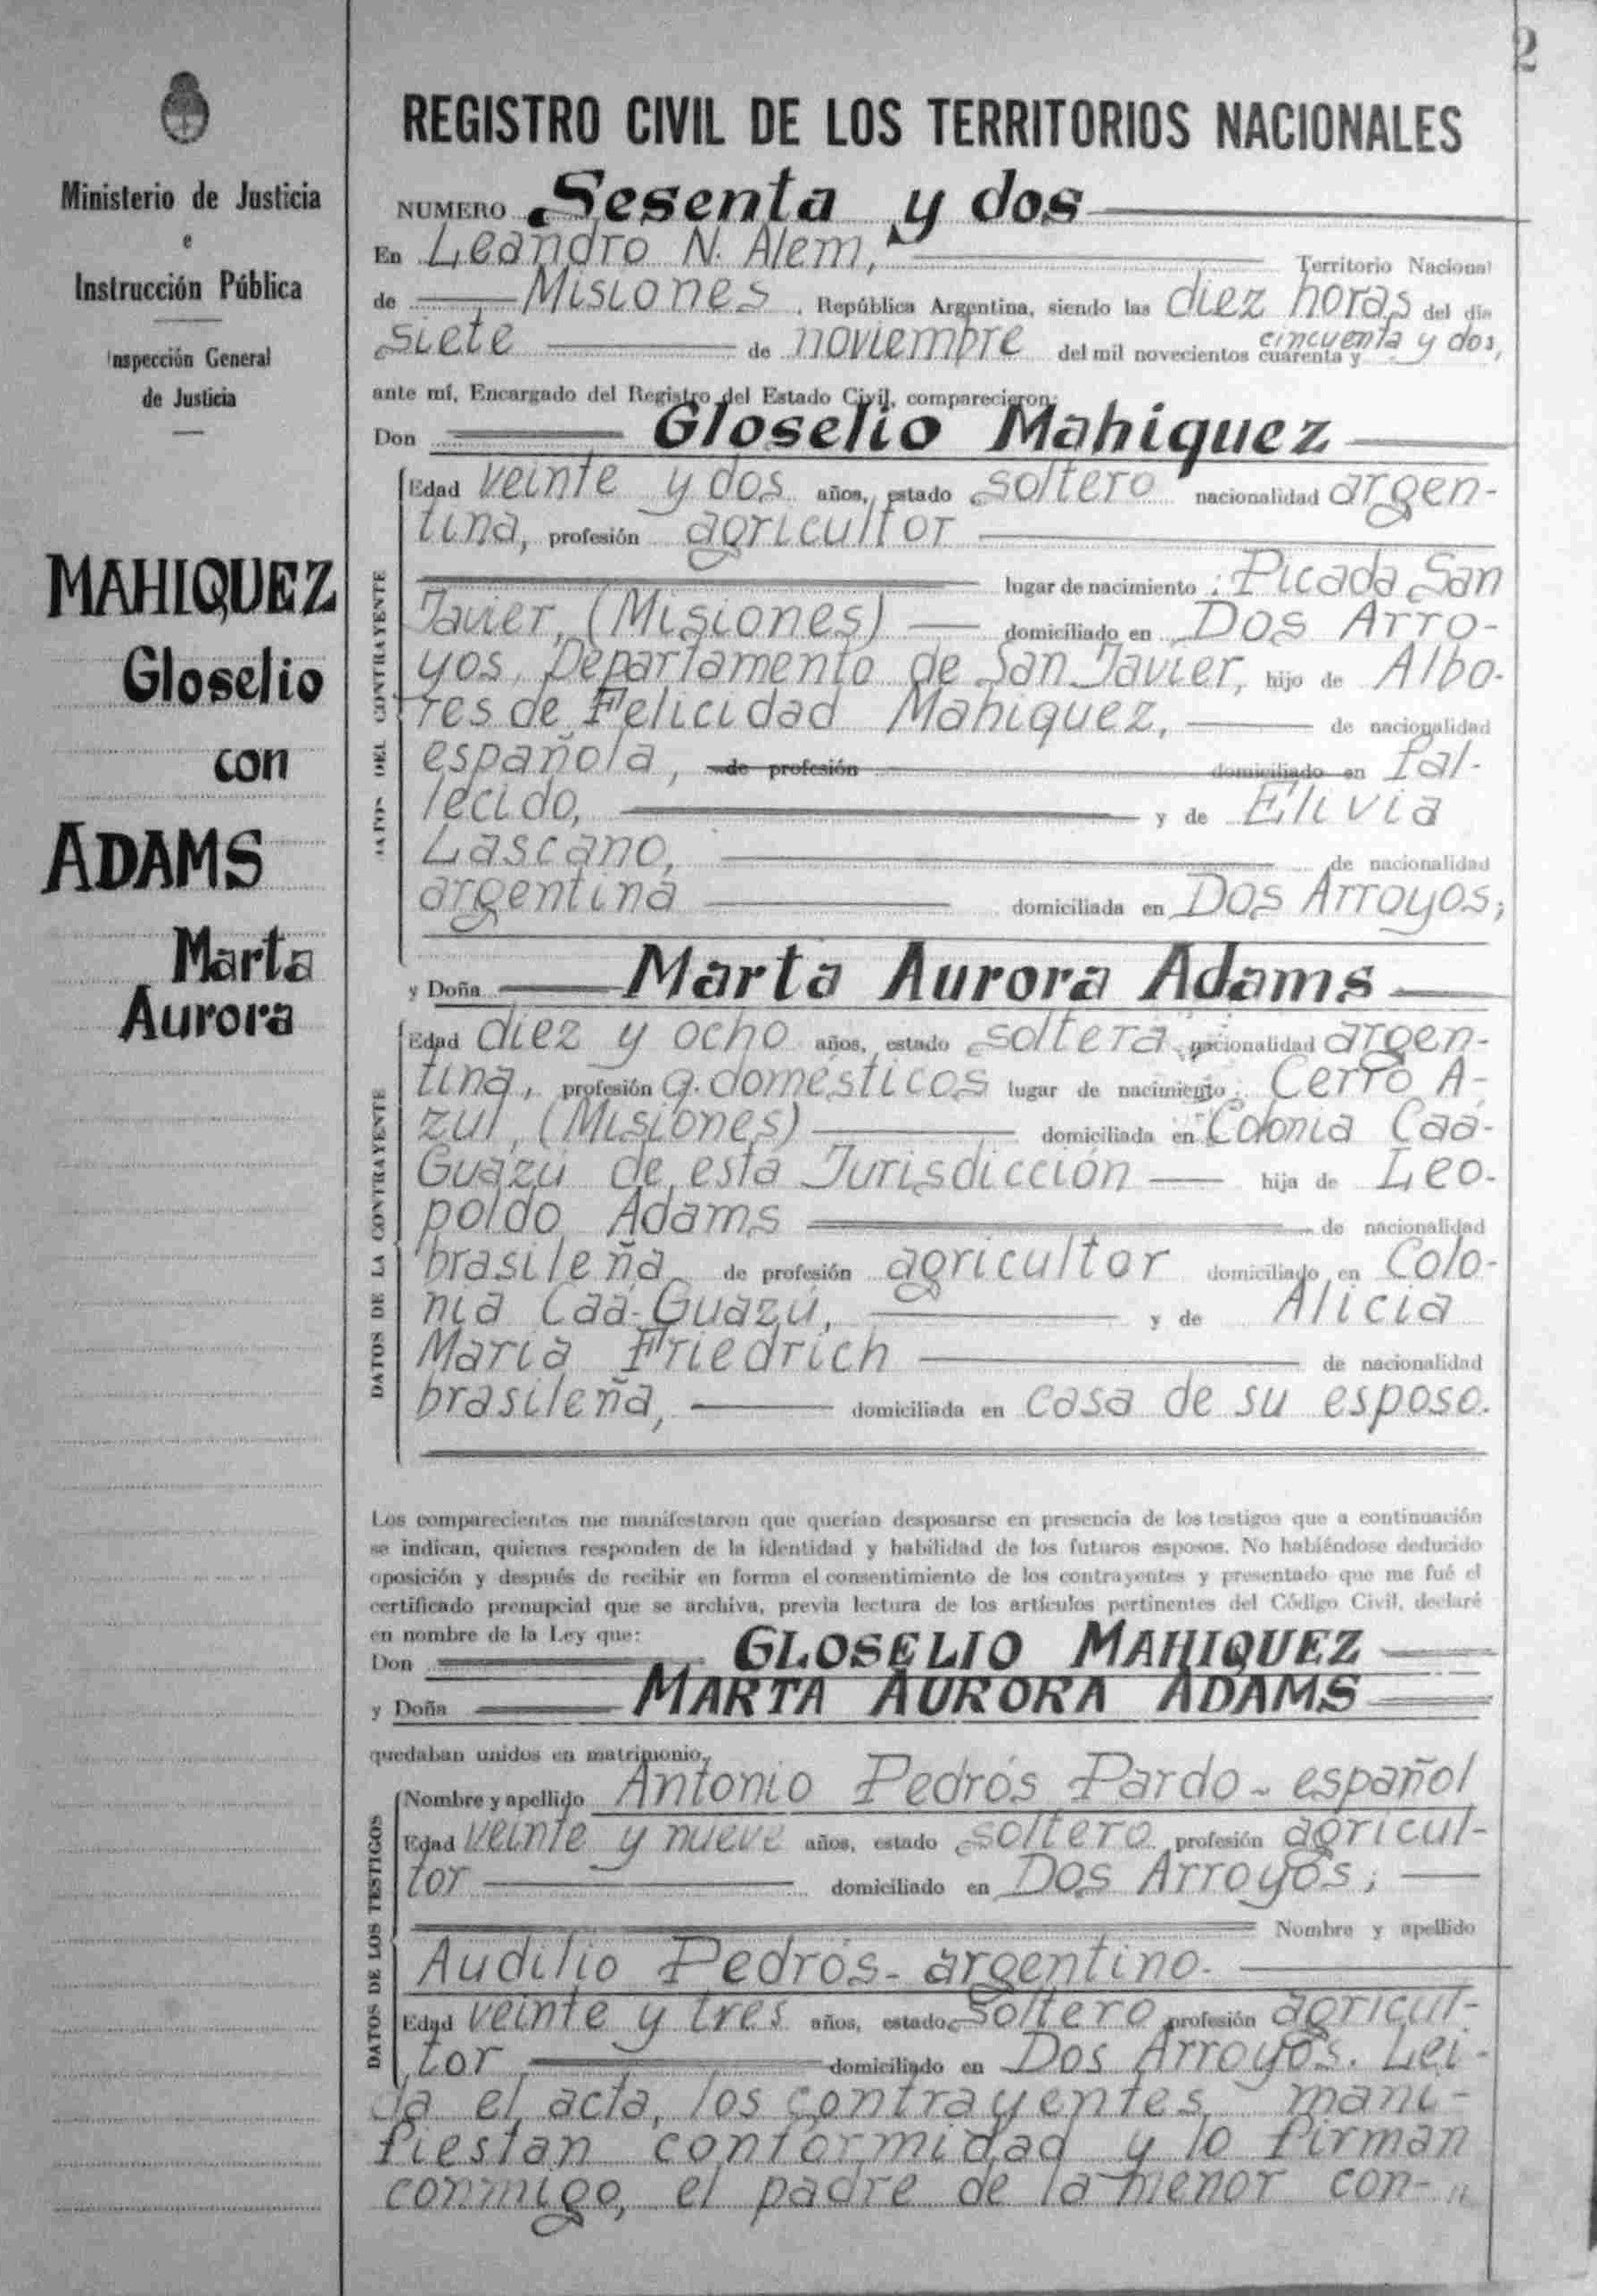 2
Ministerio de Justicia
e
Instrucción Pública
Inspección General
de Justicia
MAHIQUEZ
Gloselio
con
ADAMS
Marta
Aurora
REGISTRO CIVIL DE LOS TERRITORIOS NACIONALES
NUMERO Sesenta y dos
En Leandro N. Alem, Territorio Nacional
de Misiones, República Argentina, siendo las diez horas del día
siete de noviembre del mil novecientos cuarenta y cincuenta y dos,
ante mí, Encargado del Registro del Estado Civil, comparecieron:
Don Gloselio Mahiquez
DATOS DEL CONTRAYENTE
Edad veinte y dos años, estado soltero nacionalidad argen-
tina, profesión agricultor
lugar de nacimiento: Picada San
Javier, (Misiones) domiciliado en Dos Arro-
yos, Departamento de San Javier, hijo de Albo-
res de Felicidad Mahiquez, de nacionalidad
española, de profesión domiciliado en fal-
lecido, y de Elivia
Lascano, de nacionalidad
argentina domiciliada en Dos Arroyos;
y Doña Marta Aurora Adams
DATOS DE LA CONTRAYENTE
Edad diez y ocho años, estado soltera, nacionalidad argen-
tina, profesión q. domésticos lugar de nacimiento: Cerro A-
zul, (Misiones) domiciliada en Colonia Caá-
Guazú de esta Jurisdicción hija de Leo-
poldo Adams de nacionalidad
brasileña de profesión agricultor domiciliado en Colo-
nia Caá-Guazú, y de Alicia
María Friedrich de nacionalidad
brasileña, domiciliada en casa de su esposo.
Los comparecientes me manifestaron que querían desposarse en presencia de los testigos que a continuación
se indican, quienes responden de la identidad y habilidad de los futuros esposos. No habiéndose deducido
oposición y después de recibir en forma el consentimiento de los contrayentes y presentado que me fué el
certificado prenupcial que se archiva, previa lectura de los artículos pertinentes del Código Civil, declaré
en nombre de la Ley que:
Don GLOSELIO MAHIQUEZ
y Doña MARTA AURORA ADAMS
quedaban unidos en matrimonio.
DATOS DE LOS TESTIGOS
Nombre y apellido Antonio Pedrós Pardo - español
Edad veinte y nueve años, estado soltero profesión agricul-
tor domiciliado en Dos Arroyos;
Nombre y apellido
Audilio Pedrós - argentino.
Edad veinte y tres años, estado soltero profesión agricul-
tor domiciliado en Dos Arroyos. Leí-
da el acta, los contrayentes mani-
fiestan conformidad y lo firman
conmigo, el padre de la menor con-